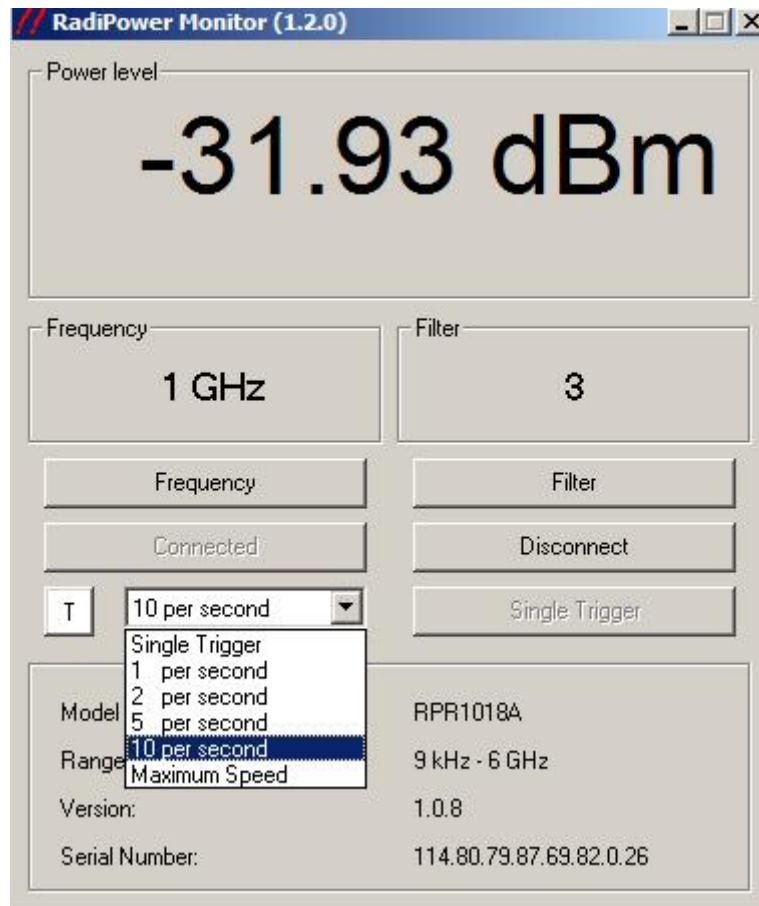 RadiPower Monitor (1.2.0)
Power level
-31.93 dBm
Frequency
Filter
1 GHz
3
Frequency
Filter
Connected
Disconnect
T
10 per second
Single Trigger
Single Trigger
1 per second
2 per second
5 per second
10 per second
Maximum Speed
Model
RPR1018A
Range
9 kHz - 6 GHz
Version:
1.0.8
Serial Number:
114.80.79.87.69.82.0.26